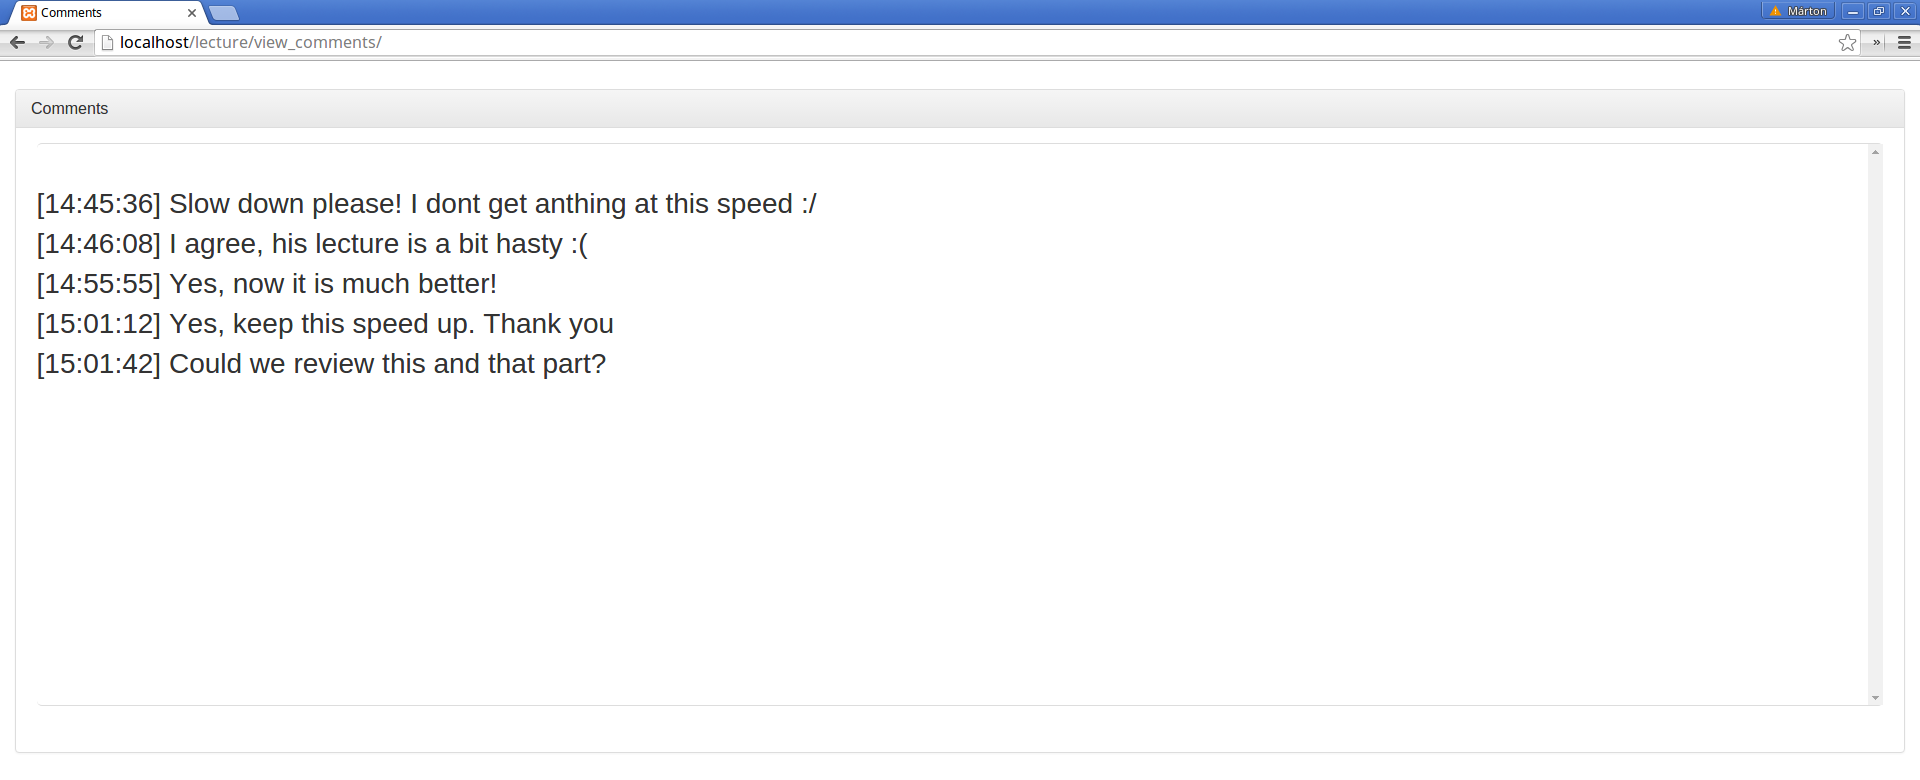 Comments
Márton
localhost/lecture/view_comments/
»
Comments
[14:45:36] Slow down please! I dont get anthing at this speed :/
[14:46:08] I agree, his lecture is a bit hasty :(
[14:55:55] Yes, now it is much better!
[15:01:12] Yes, keep this speed up. Thank you
[15:01:42] Could we review this and that part?